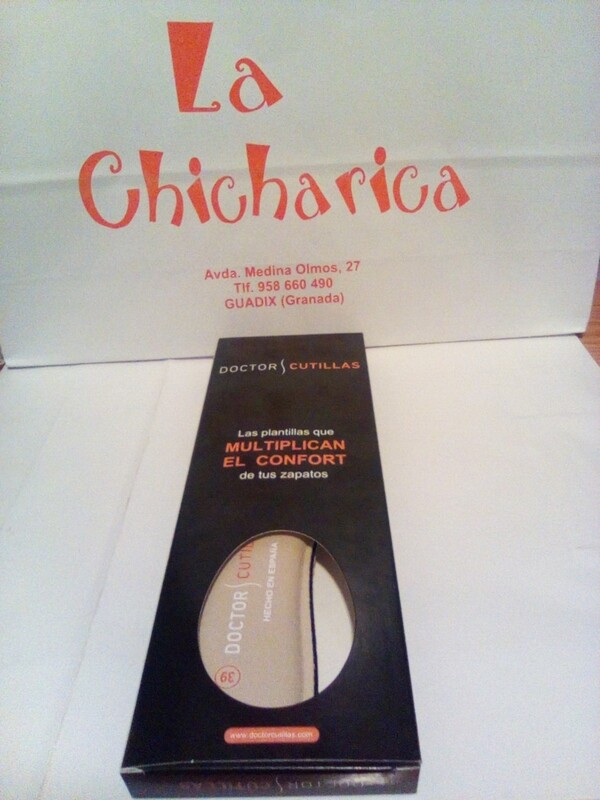 La
Chicharica
Avda. Medina Olmos, 27
Tlf. 958 660 490
GUADIX (Granada)
DOCTOR CUTILLAS
Las plantillas que
MULTIPLICAN
EL CONFORT
de tus zapatos
DOCTOR CUTIL
HECHO EN ESPAÑA
39
www.doctorcutillas.com
DOCTOR CUTILLAS